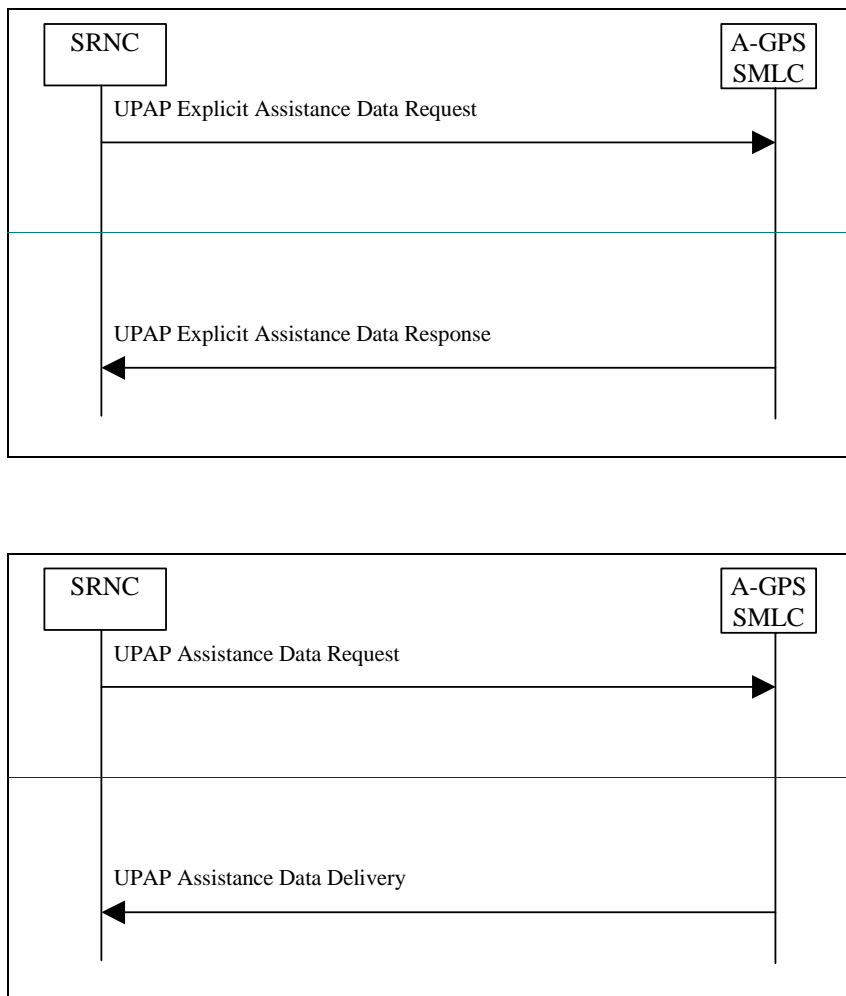 SRNC
A-GPS
SMLC
UPAP Explicit Assistance Data Request
UPAP Explicit Assistance Data Response
SRNC
A-GPS
SMLC
UPAP Assistance Data Request
UPAP Assistance Data Delivery